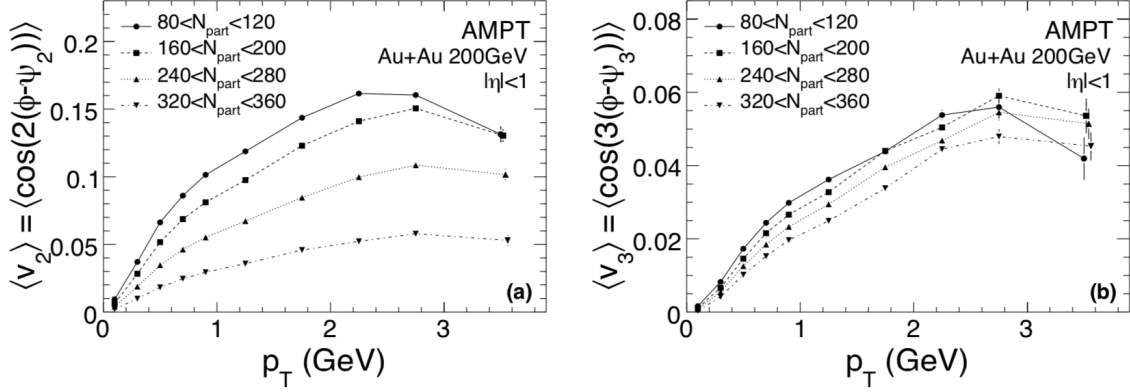 80<N_part<120
160<N_part<200
240<N_part<280
320<N_part<360
AMPT
Au+Au 200GeV
|η|<1
0.2
0.15
0.1
0.05
0
⟨v_2⟩ = ⟨cos(2(ϕ-ψ_2))⟩
(a)
0 1 2 3
p_T (GeV)
80<N_part<120
160<N_part<200
240<N_part<280
320<N_part<360
AMPT
Au+Au 200GeV
|η|<1
0.08
0.06
0.04
0.02
0
⟨v_3⟩ = ⟨cos(3(ϕ-ψ_3))⟩
(b)
0 1 2 3
p_T (GeV)